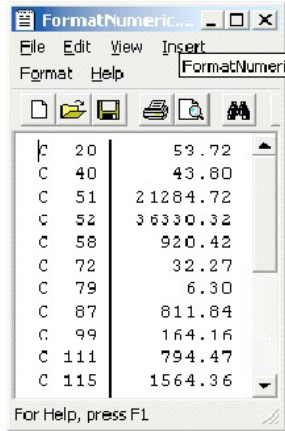 FormatNumeric....
File Edit View Insert
Format Help
FormatNumeri
C 20 53.72
C 40 43.80
C 51 21284.72
C 52 36330.32
C 58 920.42
C 72 32.27
C 79 6.30
C 87 811.84
C 99 164.16
C 111 794.47
C 115 1564.36
For Help, press F1